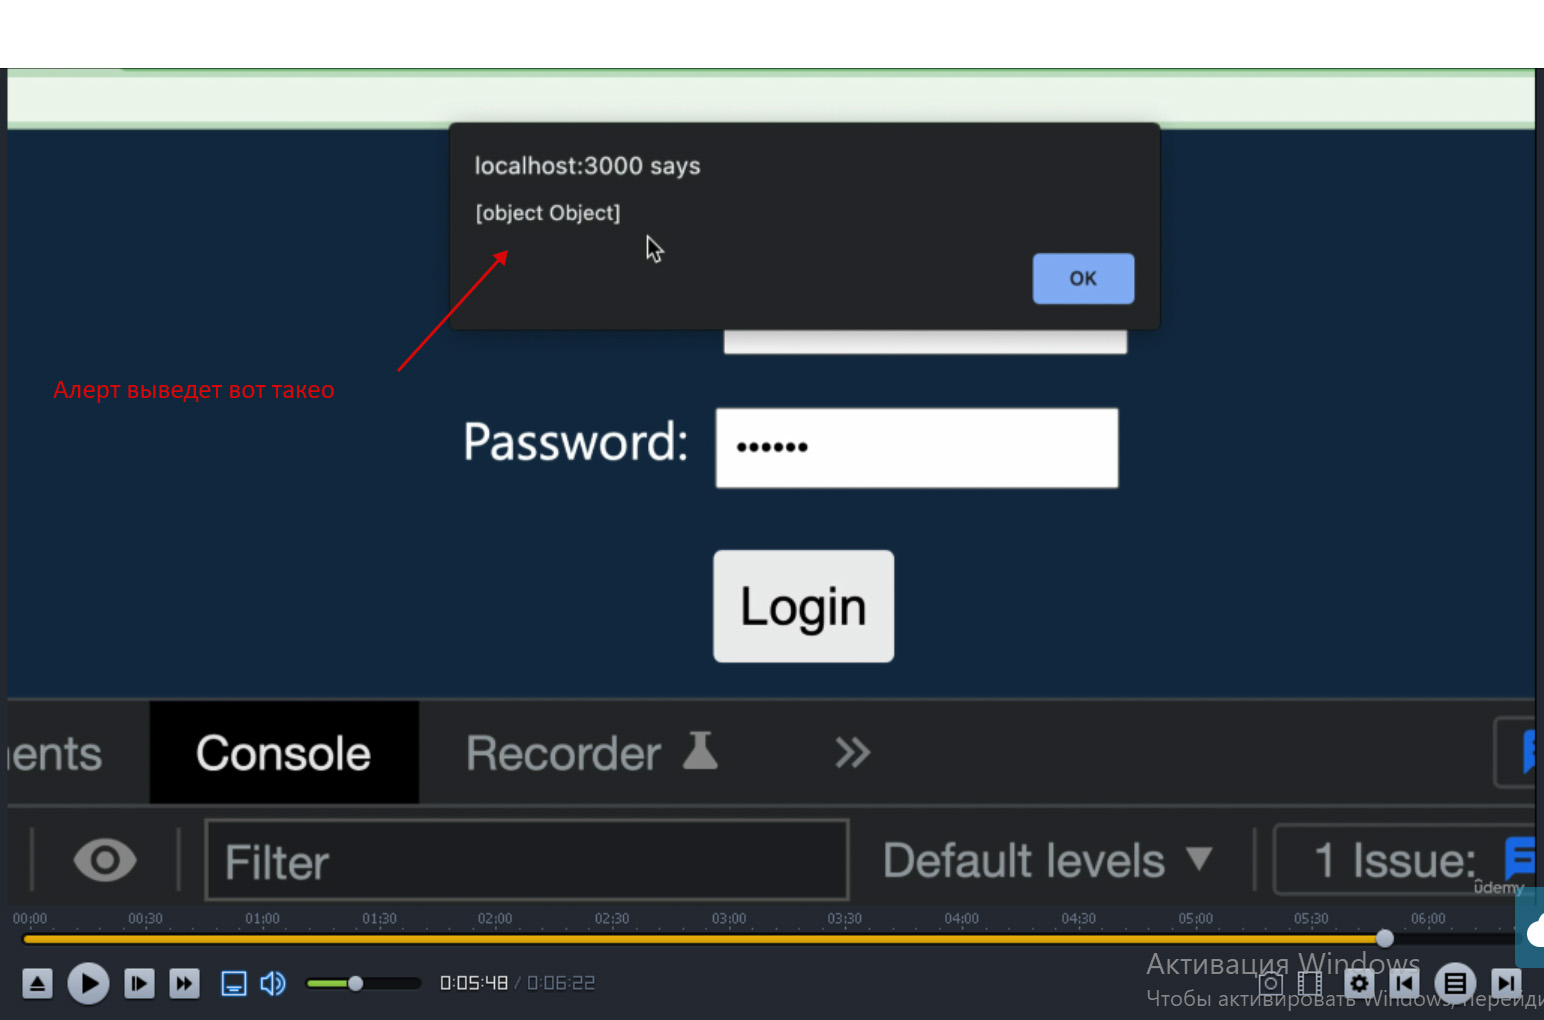 localhost:3000 says
[object Object]
OK
Алерт выведет вот такео
Password:
••••••
Login
ents
Console
Recorder
Filter
Default levels ▼
1 Issue:
ûdemy
00:00 00:30 01:00 01:30 02:00 02:30 03:00 03:30 04:00 04:30 05:00 05:30 06:00
Активация Windows
0:05:48 / 0:06:22
Чтобы активировать Windows, перейди